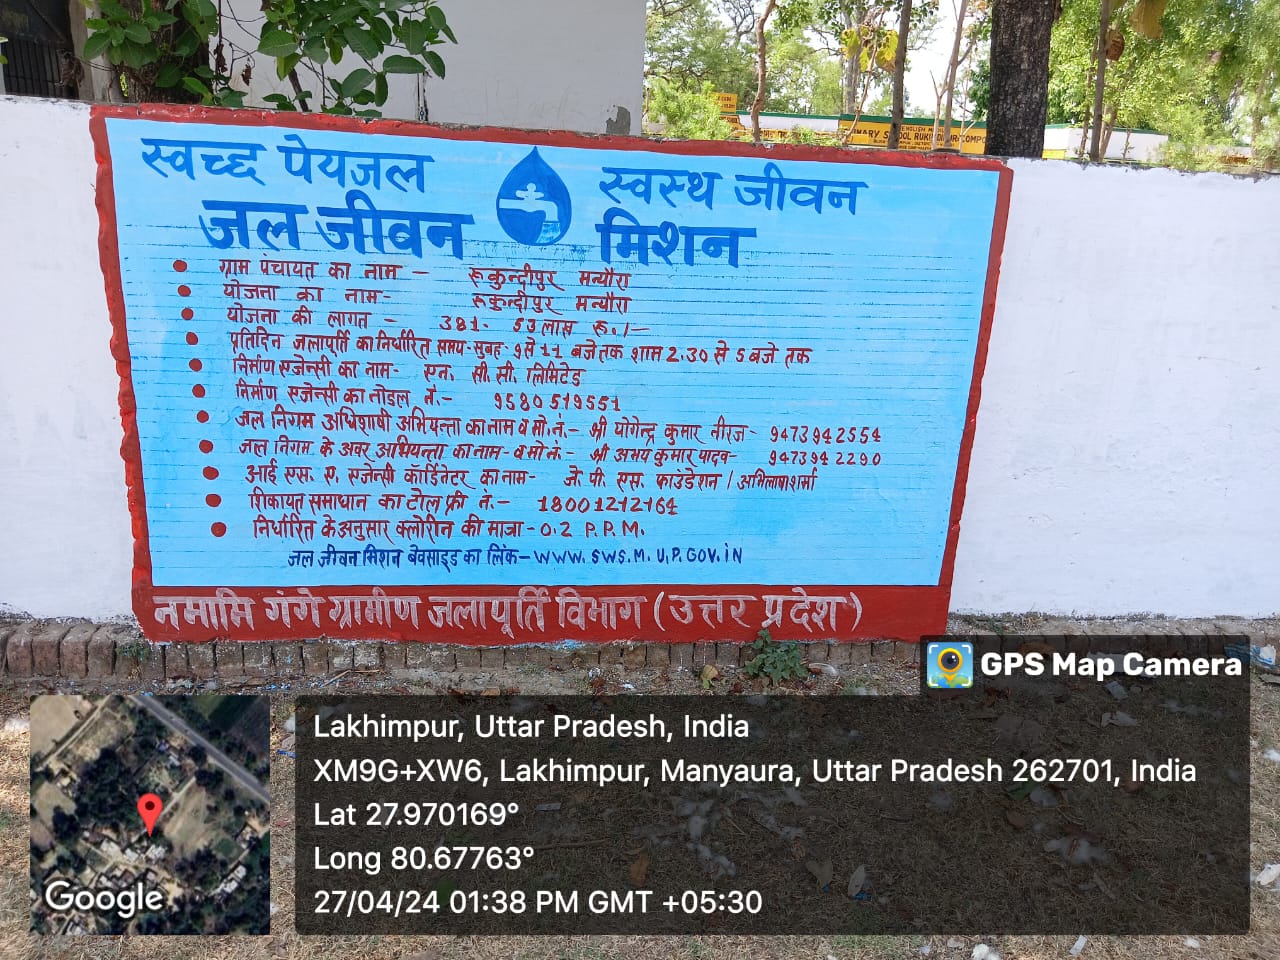 स्वच्छ पेयजल स्वस्थ जीवन
जल जीवन मिशन
ग्राम पंचायत का नाम - रूकुन्दीपुर मन्यौरा
योजना का नाम- रूकुन्दीपुर मन्यौरा
योजना की लागत - 381. 53 लाख रू./-
प्रतिदिन जलापूर्ति का निर्धारित समय-सुबह-9 से 11 बजे तक शाम 2.30 से 5 बजे तक
निर्माण एजेन्सी का नाम- एन. सी. सी. लिमिटेड
निर्माण एजेन्सी का नोडल नं.- 9580519551
जल निगम अधिशाषी अभियन्ता का नाम व मो.नं.- श्री योगेन्द्र कुमार नीरज- 9473942554
जल निगम के अवर अभियन्ता का नाम- व मो नं.- श्री अभय कुमार यादव- 9473942290
आई एस. ए. एजेन्सी कॉर्डिनेटर का नाम- जे. पी. एस. फाउंडेशन / अभिलाषा शर्मा
शिकायत समाधान का टोल फ्री नं.- 18001212164
निर्धारित के अनुसार क्लोरीन की मात्रा - 0.2 P.P.M.
जल जीवन मिशन बेवसाइड का लिंक - WWW. SWS.M. U.P.GOV.iN
नमामि गंगे ग्रामीण जलापूर्ति विभाग (उत्तर प्रदेश)
GPS Map Camera
Lakhimpur, Uttar Pradesh, India
XM9G+XW6, Lakhimpur, Manyaura, Uttar Pradesh 262701, India
Lat 27.970169°
Long 80.67763°
27/04/24 01:38 PM GMT +05:30
Google